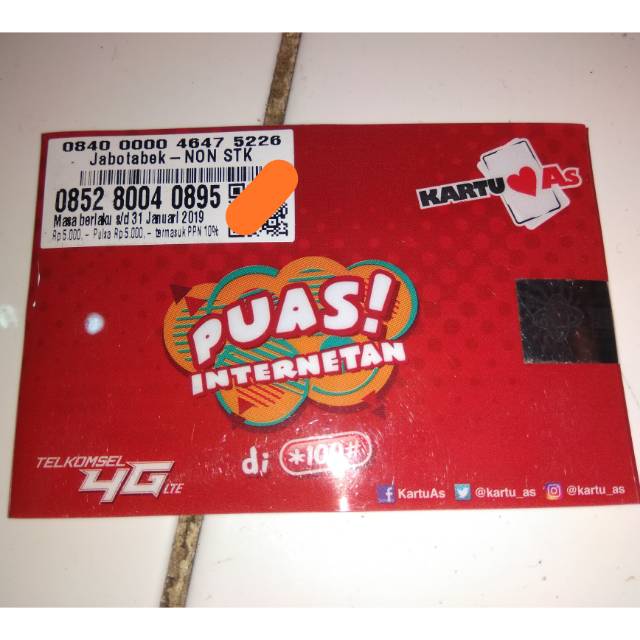 0840 0000 4647 5226
Jabotabek – NON STK
0852 8004 0895
Masa berlaku s/d 31 Januari 2019
Rp 5.000,- Pulsa Rp 5.000,- termasuk PPN 10%
KARTU AS
PUAS!
INTERNETAN
di *100#
TELKOMSEL
4G LTE
KartuAs @kartu_as @kartu_as